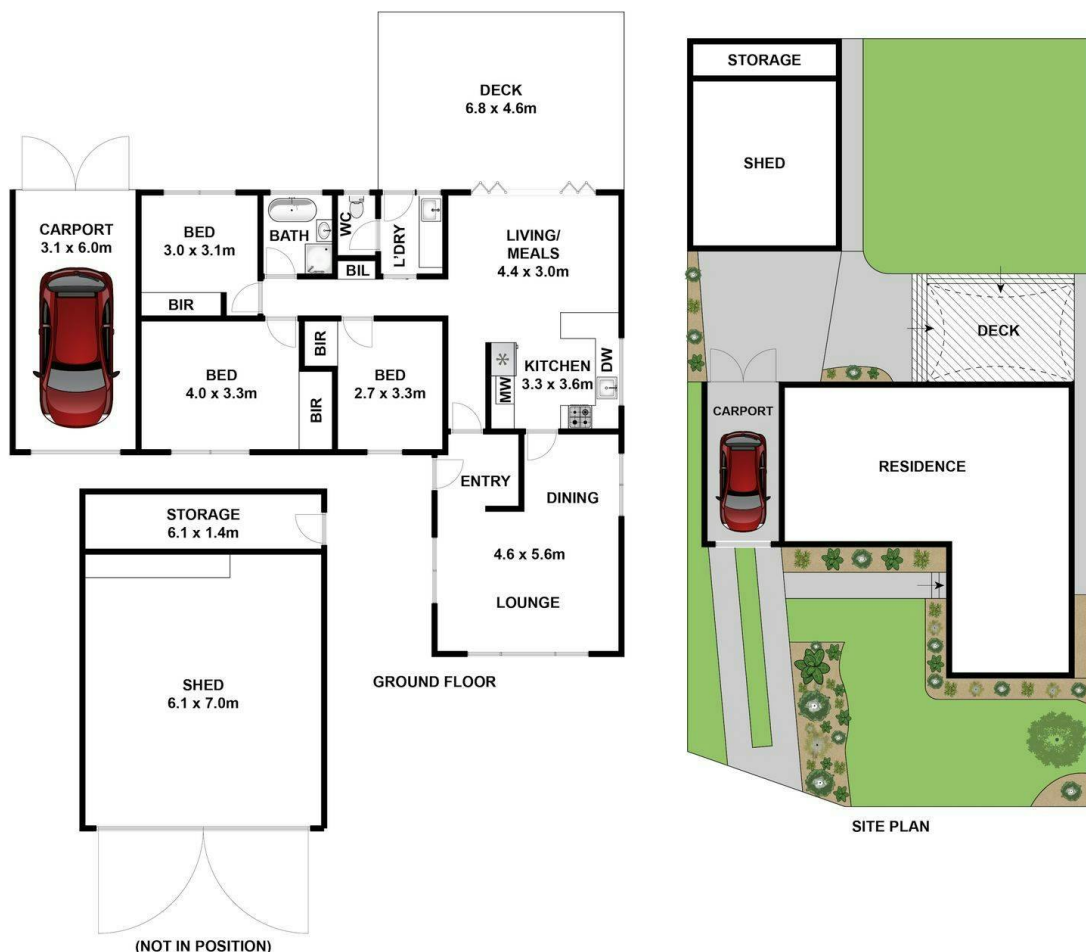 DECK
6.8 x 4.6m
CARPORT
3.1 x 6.0m
BED
3.0 x 3.1m
BIR
BATH
WC
BIL
L'DRY
LIVING/
MEALS
4.4 x 3.0m
BED
4.0 x 3.3m
BIR
BIR
BED
2.7 x 3.3m
KITCHEN
3.3 x 3.6m
MW
DW
ENTRY
DINING
4.6 x 5.6m
LOUNGE
GROUND FLOOR
STORAGE
6.1 x 1.4m
SHED
6.1 x 7.0m
(NOT IN POSITION)
STORAGE
SHED
DECK
CARPORT
RESIDENCE
SITE PLAN